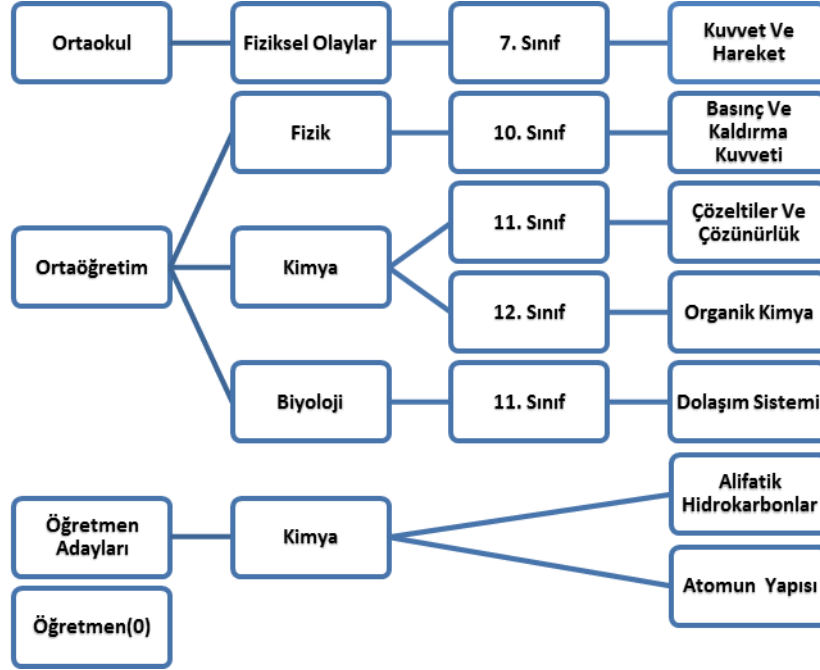 Ortaokul
Fiziksel Olaylar
7. Sınıf
Kuvvet Ve
Hareket
Ortaöğretim
Fizik
10. Sınıf
Basınç Ve
Kaldırma
Kuvveti
Kimya
11. Sınıf
Çözeltiler Ve
Çözünürlük
12. Sınıf
Organik Kimya
Biyoloji
11. Sınıf
Dolaşım Sistemi
Öğretmen
Adayları
Kimya
Alifatik
Hidrokarbonlar
Atomun Yapısı
Öğretmen(0)